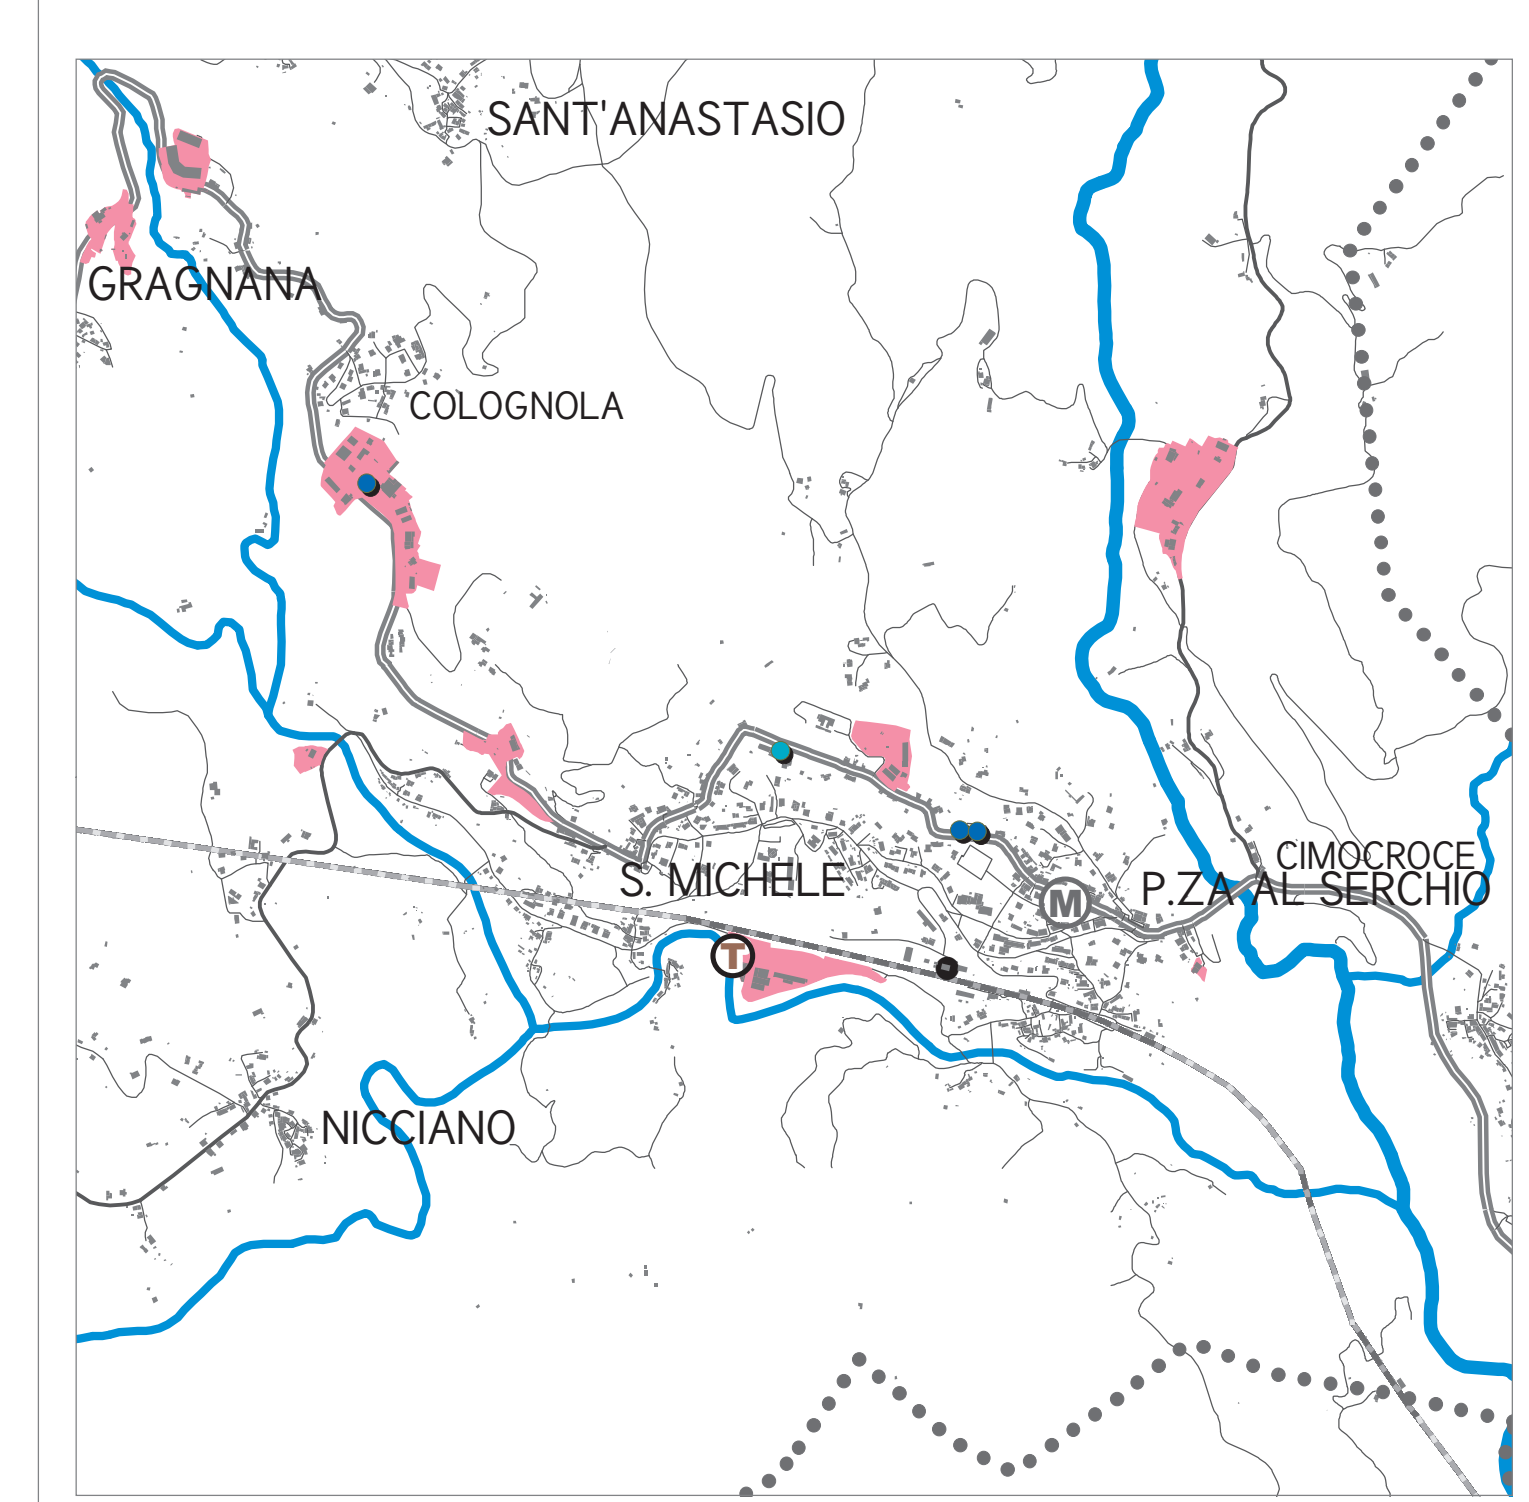 SANT'ANASTASIO
GRAGNANA
COLOGNOLA
CIMOCROCE
S. MICHELE
P.ZA AL SERCHIO
M
T
NICCIANO